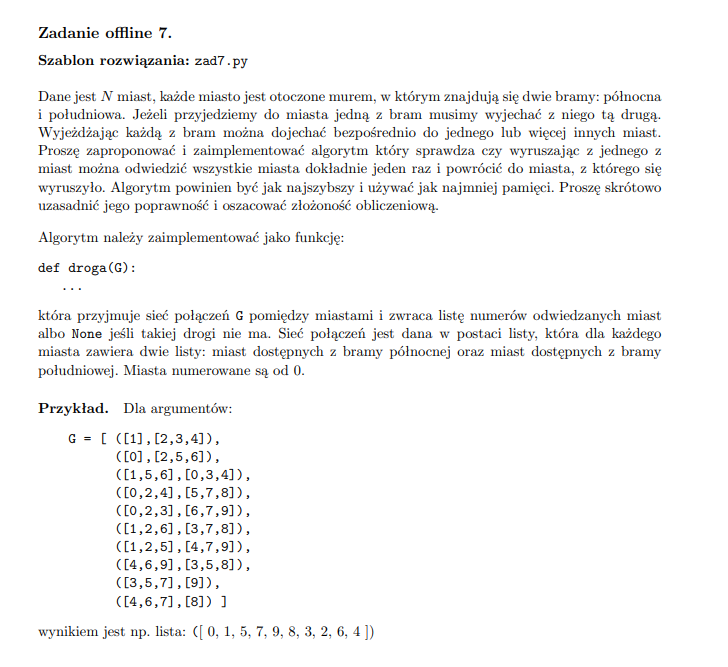 Zadanie offline 7.
Szablon rozwiązania: zad7.py
Dane jest N miast, każde miasto jest otoczone murem, w którym znajdują się dwie bramy: północna
i południowa. Jeżeli przyjedziemy do miasta jedną z bram musimy wyjechać z niego tą drugą.
Wyjeżdżając każdą z bram można dojechać bezpośrednio do jednego lub więcej innych miast.
Proszę zaproponować i zaimplementować algorytm który sprawdza czy wyruszając z jednego z
miast można odwiedzić wszystkie miasta dokładnie jeden raz i powrócić do miasta, z którego się
wyruszyło. Algorytm powinien być jak najszybszy i używać jak najmniej pamięci. Proszę skrótowo
uzasadnić jego poprawność i oszacować złożoność obliczeniową.
Algorytm należy zaimplementować jako funkcję:
def droga(G):
...
która przyjmuje sieć połączeń G pomiędzy miastami i zwraca listę numerów odwiedzanych miast
albo None jeśli takiej drogi nie ma. Sieć połączeń jest dana w postaci listy, która dla każdego
miasta zawiera dwie listy: miast dostępnych z bramy północnej oraz miast dostępnych z bramy
południowej. Miasta numerowane są od 0.
Przykład. Dla argumentów:
G = [ ([1],[2,3,4]),
([0],[2,5,6]),
([1,5,6],[0,3,4]),
([0,2,4],[5,7,8]),
([0,2,3],[6,7,9]),
([1,2,6],[3,7,8]),
([1,2,5],[4,7,9]),
([4,6,9],[3,5,8]),
([3,5,7],[9]),
([4,6,7],[8]) ]
wynikiem jest np. lista: ([ 0, 1, 5, 7, 9, 8, 3, 2, 6, 4 ])